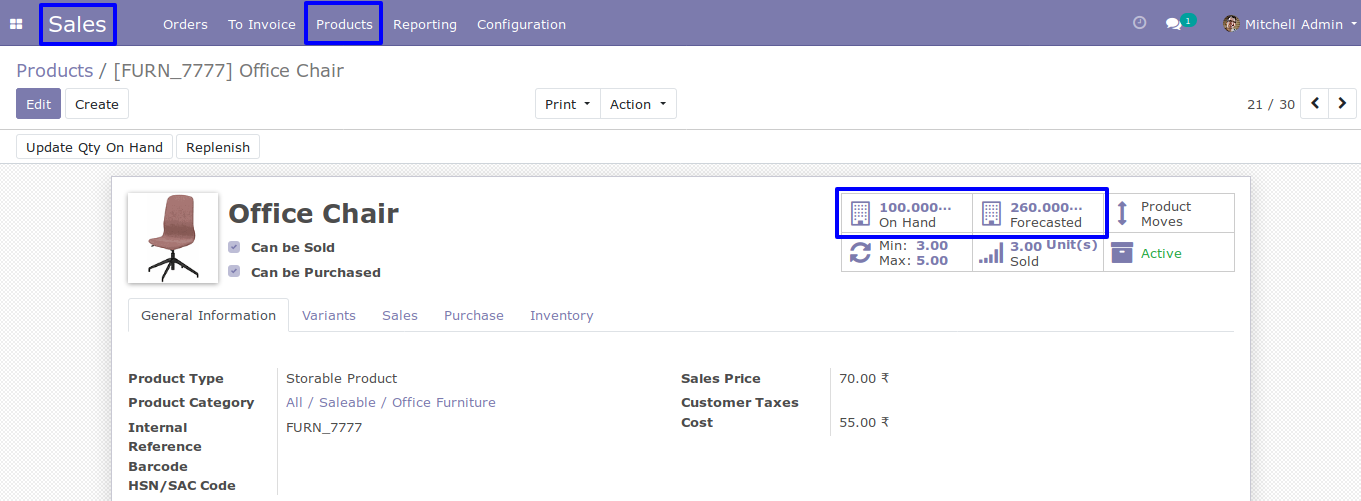 Sales Orders To Invoice Products Reporting Configuration 1 Mitchell Admin
Products / [FURN_7777] Office Chair
Edit Create Print Action 21 / 30
Update Qty On Hand Replenish
Office Chair
Can be Sold
Can be Purchased
100.000···
On Hand
260.000···
Forecasted
Product
Moves
Min: 3.00
Max: 5.00
3.00 Unit(s)
Sold
Active
General Information Variants Sales Purchase Inventory
Product Type Storable Product
Product Category All / Saleable / Office Furniture
Internal
Reference
FURN_7777
Barcode
HSN/SAC Code
Sales Price 70.00 ₹
Customer Taxes
Cost 55.00 ₹